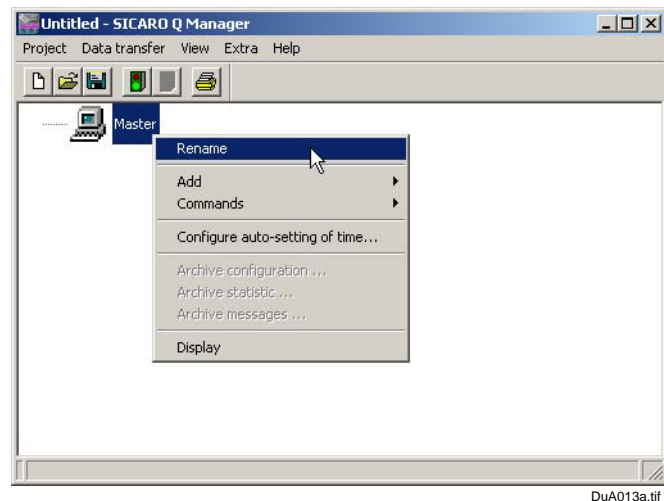 Untitled - SICARO Q Manager
Project Data transfer View Extra Help
Master
Rename
Add
Commands
Configure auto-setting of time...
Archive configuration ...
Archive statistic ...
Archive messages ...
Display
DuA013a.tif